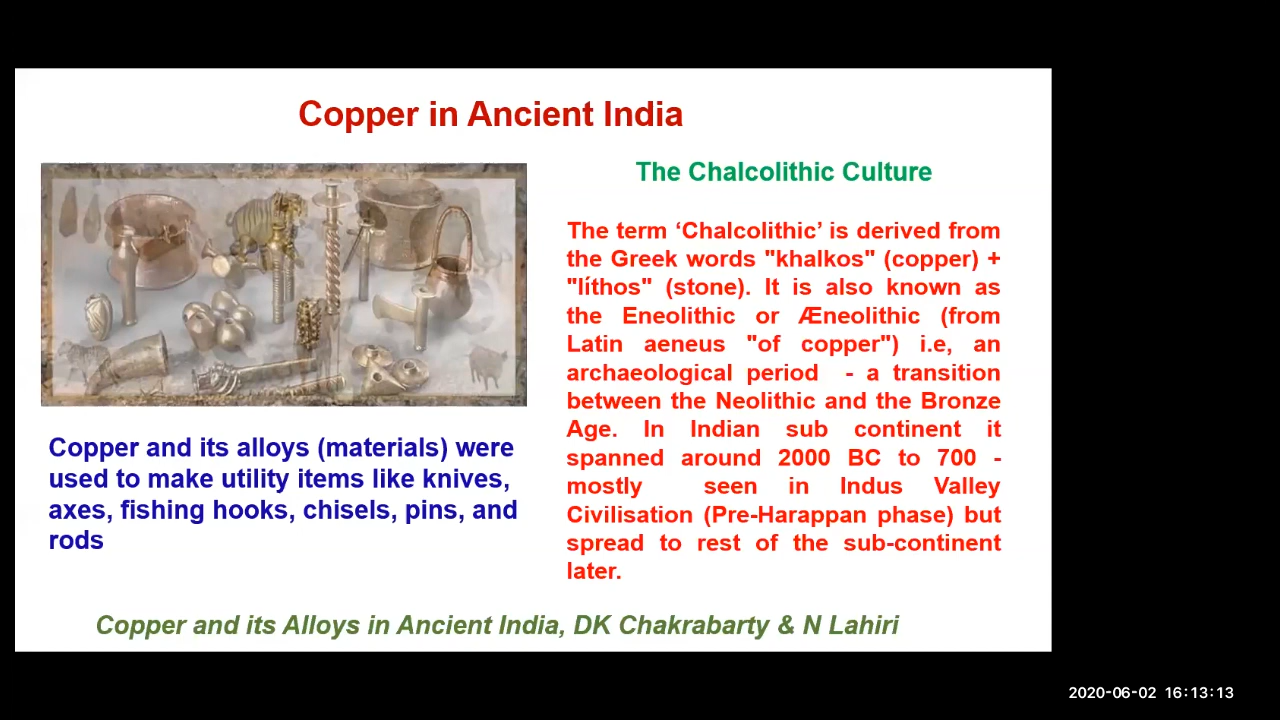 Copper in Ancient India
The Chalcolithic Culture
The term ‘Chalcolithic’ is derived from
the Greek words "khalkos" (copper) +
"líthos" (stone). It is also known as
the Eneolithic or Æneolithic (from
Latin aeneus "of copper") i.e, an
archaeological period - a transition
between the Neolithic and the Bronze
Age. In Indian sub continent it
spanned around 2000 BC to 700 -
mostly seen in Indus Valley
Civilisation (Pre-Harappan phase) but
spread to rest of the sub-continent
later.
Copper and its alloys (materials) were
used to make utility items like knives,
axes, fishing hooks, chisels, pins, and
rods
Copper and its Alloys in Ancient India, DK Chakrabarty & N Lahiri
2020-06-02 16:13:13